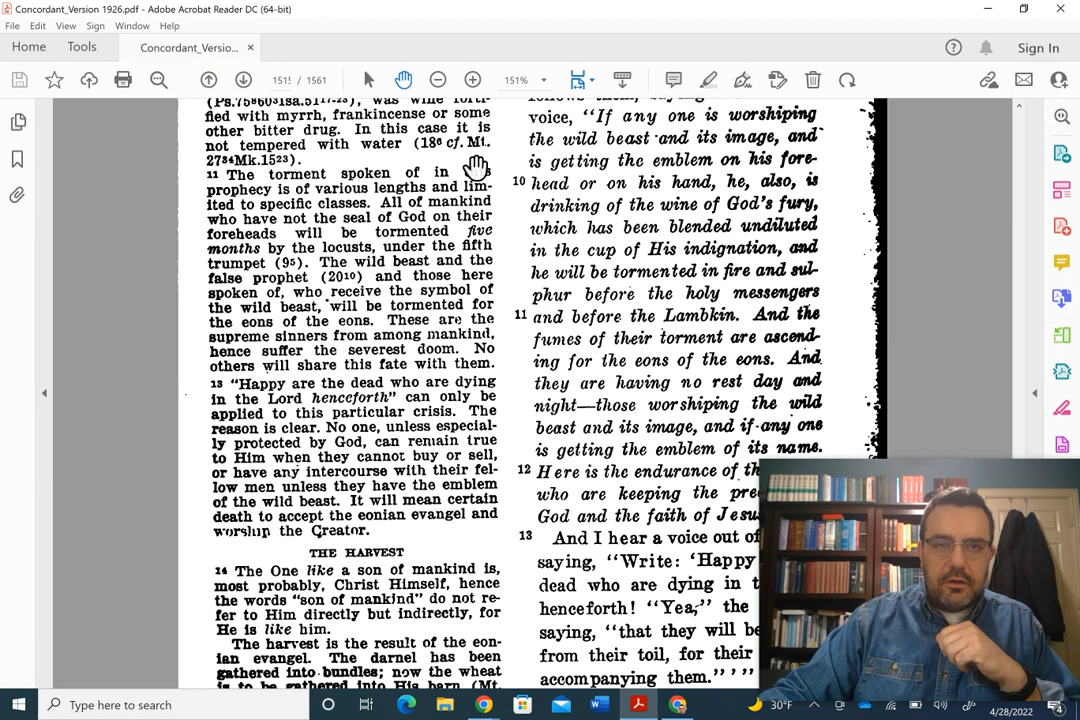 Concordant_Version 1926.pdf - Adobe Acrobat Reader DC (64-bit)
File Edit View Sign Window Help
Home Tools Concordant_Versio... × Sign In
1515 / 1561 151%
fied with myrrh, frankincense or some
other bitter drug. In this case it is
not tempered with water (18⁶ cf. Mt.
27³⁴Mk.15²³).
11 The torment spoken of in
prophecy is of various lengths and lim-
ited to specific classes. All of mankind
who have not the seal of God on their
foreheads will be tormented five
months by the locusts, under the fifth
trumpet (9⁵). The wild beast and the
false prophet (20¹⁰) and those here
spoken of, who receive the symbol of
the wild beast, will be tormented for
the eons of the eons. These are the
supreme sinners from among mankind,
hence suffer the severest doom. No
others will share this fate with them.
13 "Happy are the dead who are dying
in the Lord henceforth" can only be
applied to this particular crisis. The
reason is clear. No one, unless especial-
ly protected by God, can remain true
to Him when they cannot buy or sell,
or have any intercourse with their fel-
low men unless they have the emblem
of the wild beast. It will mean certain
death to accept the eonian evangel and
worship the Creator.
THE HARVEST
14 The One like a son of mankind is,
most probably, Christ Himself, hence
the words "son of mankind" do not re-
fer to Him directly but indirectly, for
He is like him.
The harvest is the result of the eon-
ian evangel. The darnel has been
gathered into bundles; now the wheat
is to be gathered into His barn (Mt.
voice, "If any one is worshiping
the wild beast and its image, and
is getting the emblem on his fore-
10 head or on his hand, he, also, is
drinking of the wine of God's fury,
which has been blended undiluted
in the cup of His indignation, and
he will be tormented in fire and sul-
phur before the holy messengers
11 and before the Lambkin. And the
fumes of their torment are ascend-
ing for the eons of the eons. And
they are having no rest day and
night—those worshiping the wild
beast and its image, and if any one
is getting the emblem of its name.
12 Here is the endurance of
who are keeping the
God and the faith of
13 And I hear a voice out of
saying, "Write: 'Happy
dead who are dying in
henceforth! "Yea," the
saying, "that they will be
from their toil, for their
accompanying them." ' "
Type here to search 30°F 4/28/2022 4